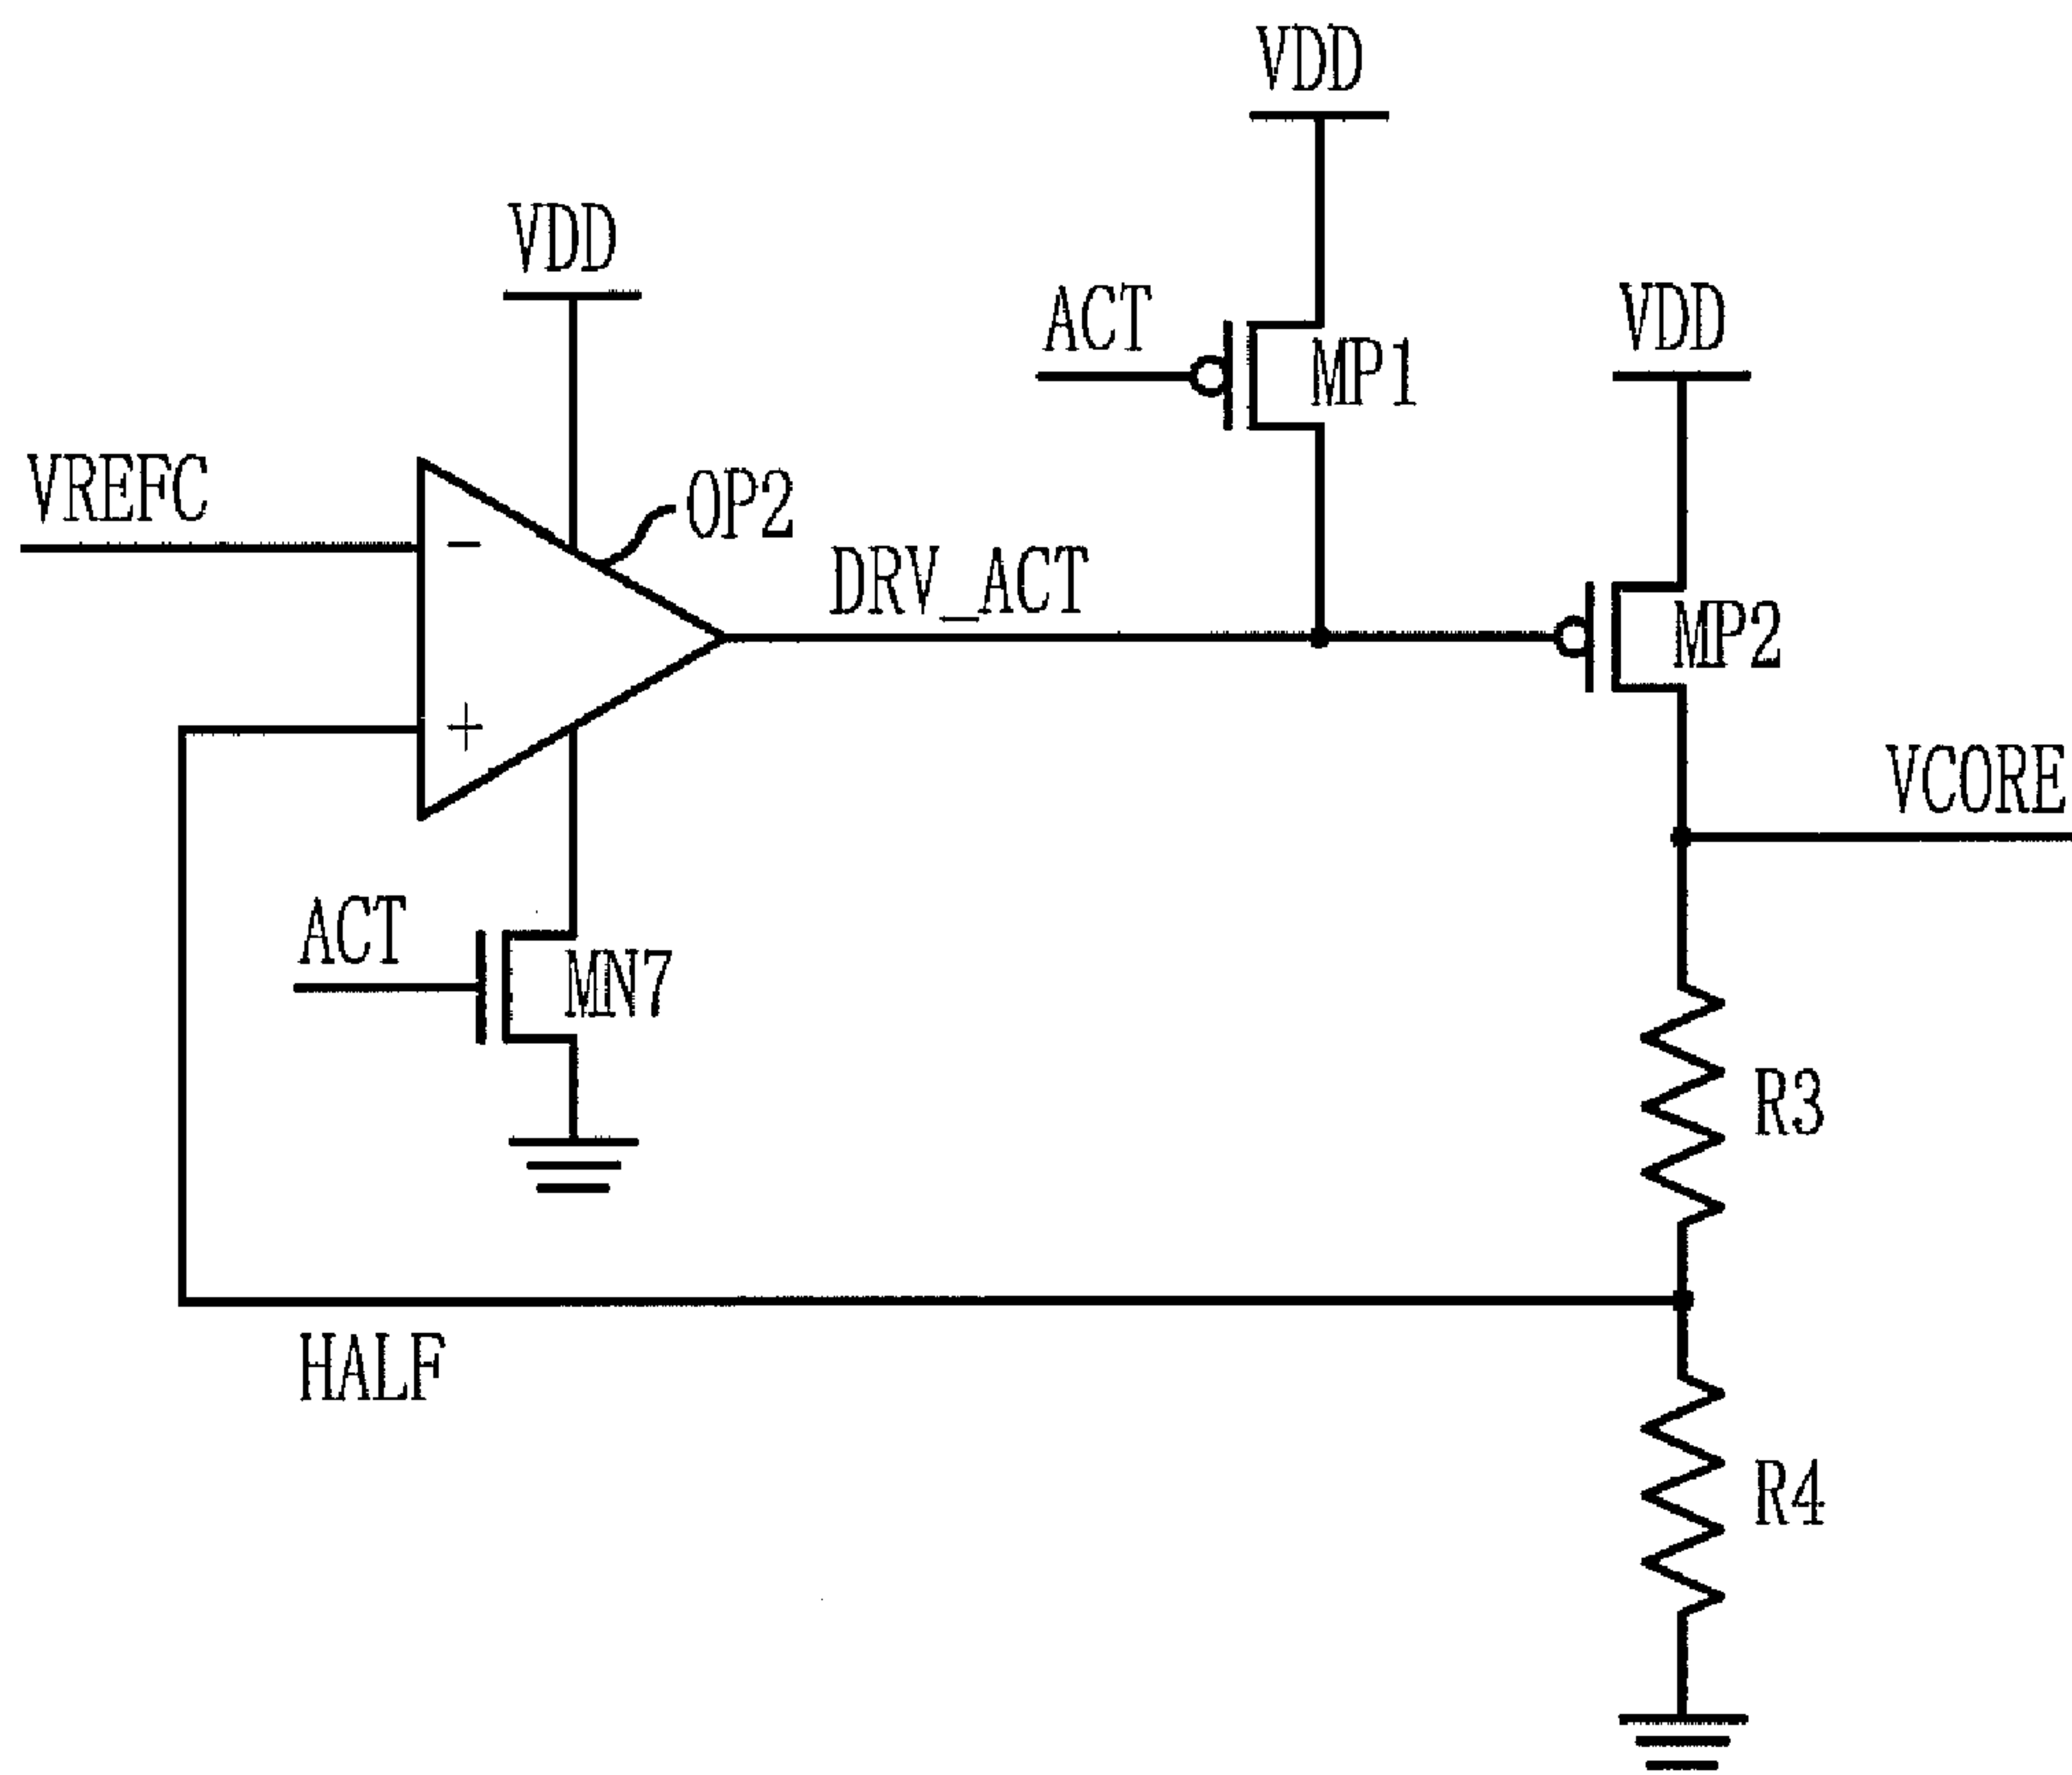 VDD
VDD
ACT
VDD
MP1
VREFC
-
OP2
DRV_ACT
MP2
+
VCORE
ACT
MN7
R3
HALF
R4